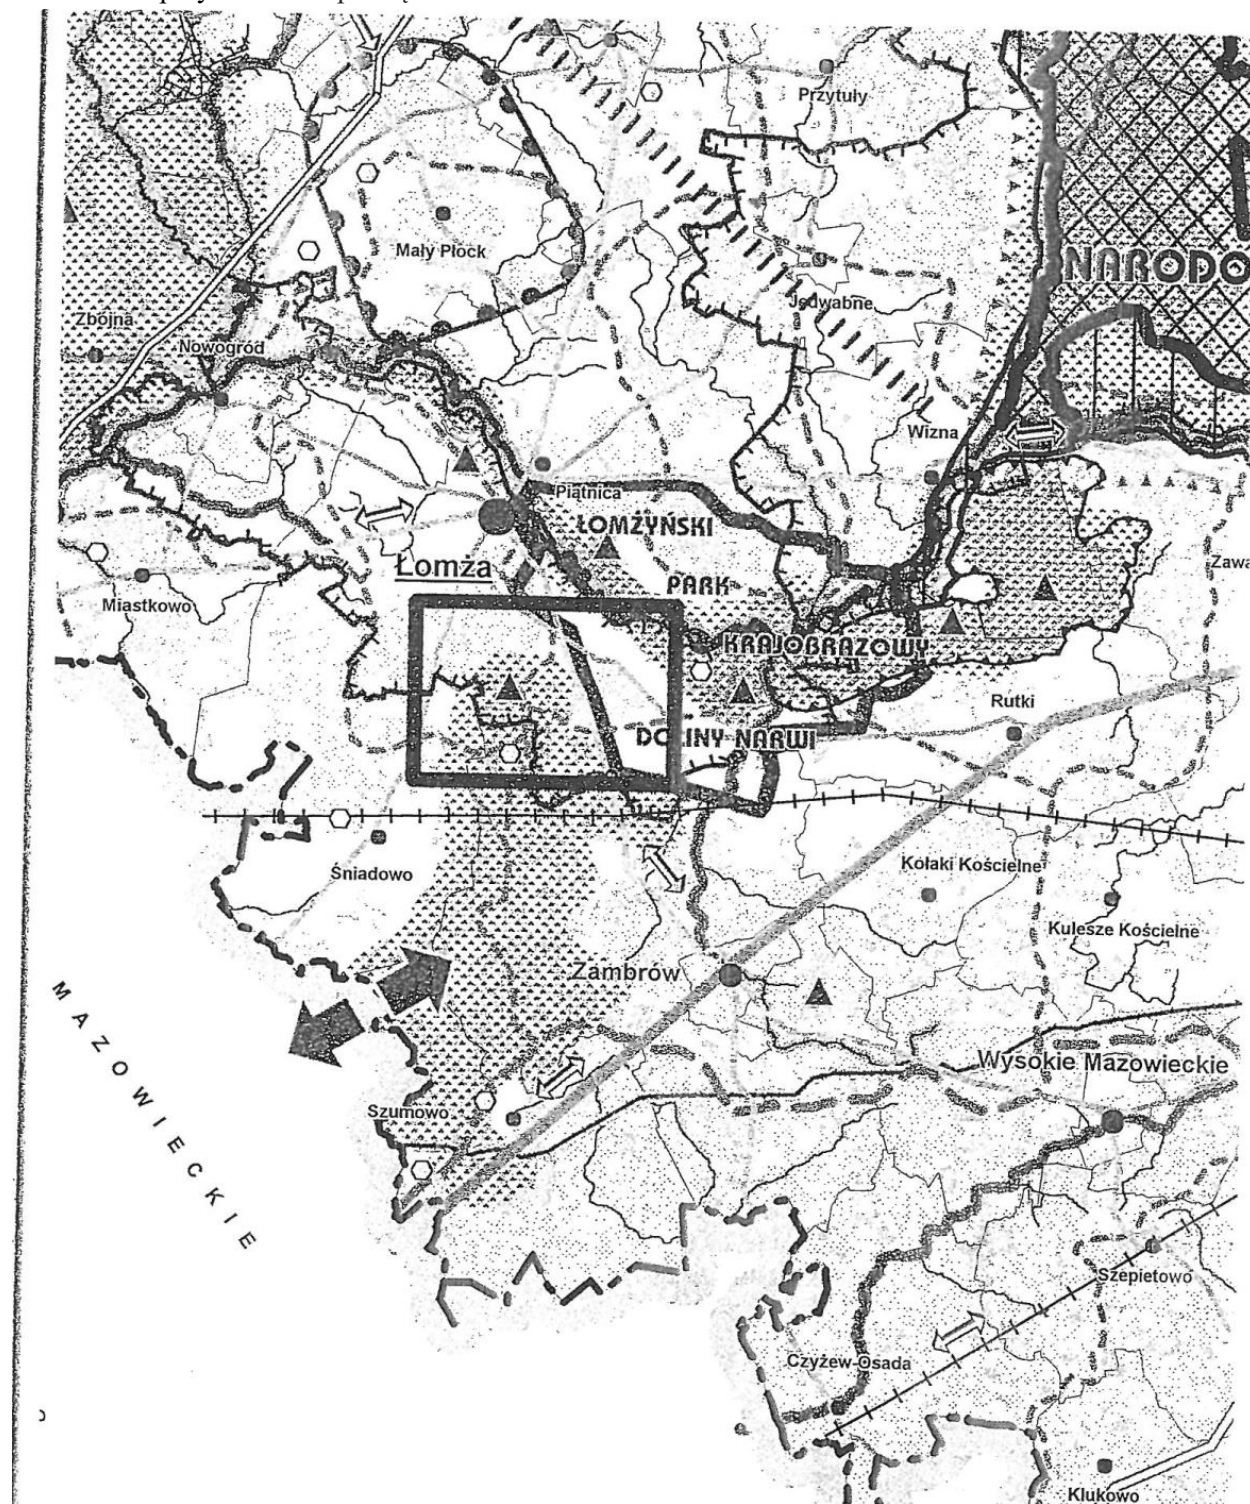 Przytuły
Mały Płock
NARODO
Jedwabne
Zbójna
Nowogród
Wizna
Piątnica
ŁOMŻYŃSKI
Łomża
PARK
Zawa
Miastkowo
KRAJOBRAZOWY
Rutki
DOLINY NARWI
Śniadowo
Kołaki Kościelne
Kulesze Kościelne
Zambrów
MAZOWIECKIE
Wysokie Mazowieckie
Szumowo
Szepietowo
Czyżew-Osada
Klukowo